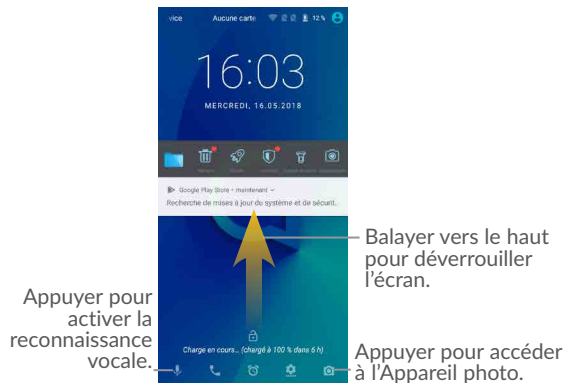 vice Aucune carte 12 %
16:03
MERCREDI, 16.05.2018
Google Play Store • maintenant
Recherche de mises à jour du système et de sécurit..
Balayer vers le haut
pour déverrouiller
l’écran.
Appuyer pour
activer la
reconnaissance
vocale.
Charge en cours... (chargé à 100 % dans 6 h)
Appuyer pour accéder
à l’Appareil photo.